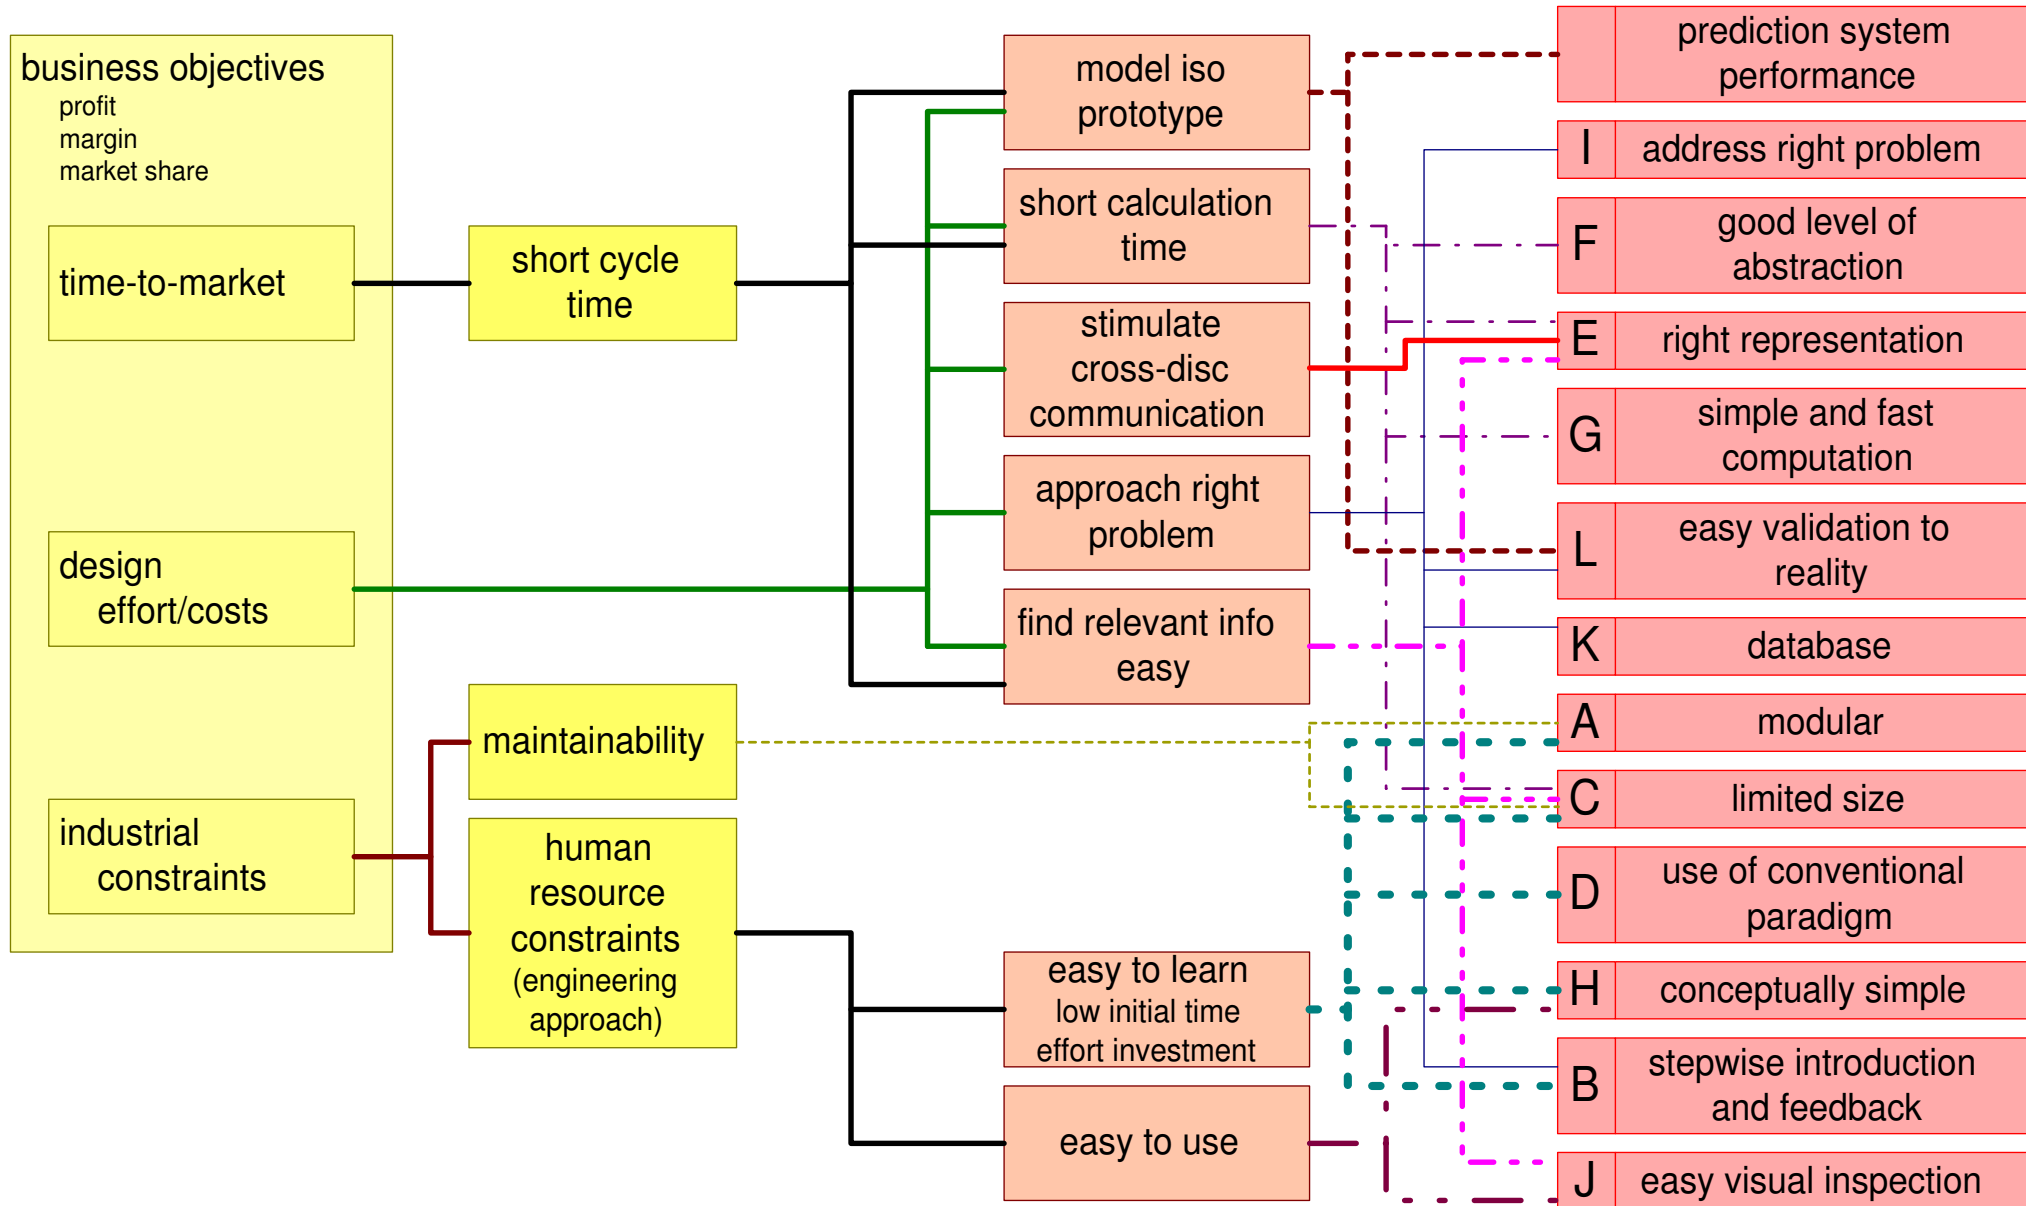 business objectives
profit
margin
market share
time-to-market
design
effort/costs
industrial
constraints
short cycle
time
maintainability
human
resource
constraints
(engineering
approach)
model iso
prototype
short calculation
time
stimulate
cross-disc
communication
approach right
problem
find relevant info
easy
easy to learn
low initial time
effort investment
easy to use
prediction system
performance
I address right problem
F good level of
abstraction
E right representation
G simple and fast
computation
L easy validation to
reality
K database
A modular
C limited size
D use of conventional
paradigm
H conceptually simple
B stepwise introduction
and feedback
J easy visual inspection